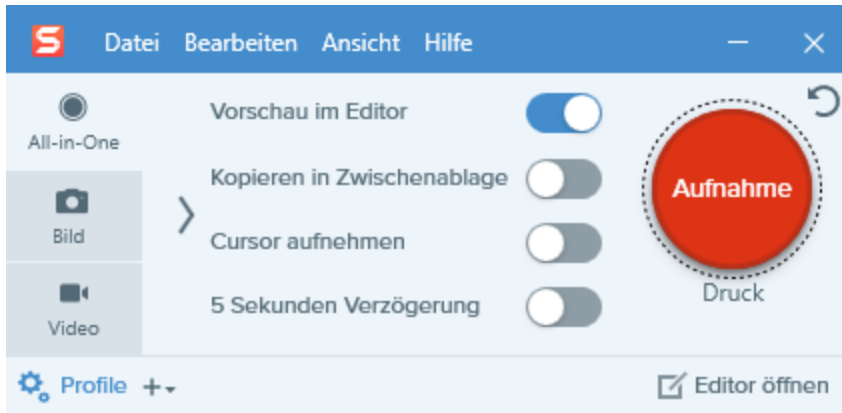 S Datei Bearbeiten Ansicht Hilfe
All-in-One
Bild
Video
Vorschau im Editor
Kopieren in Zwischenablage
Cursor aufnehmen
5 Sekunden Verzögerung
Aufnahme
Druck
Profile
Editor öffnen